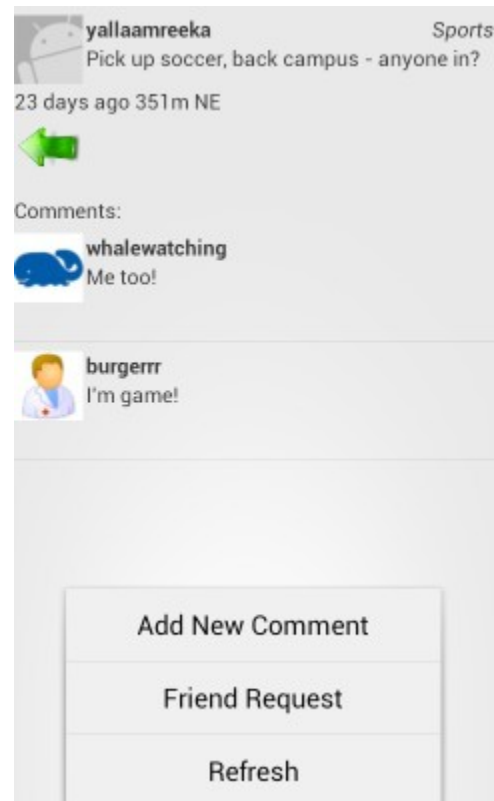 yallaamreeka Sports
Pick up soccer, back campus - anyone in?
23 days ago 351m NE
Comments:
whalewatching
Me too!
burgerrr
I'm game!
Add New Comment
Friend Request
Refresh